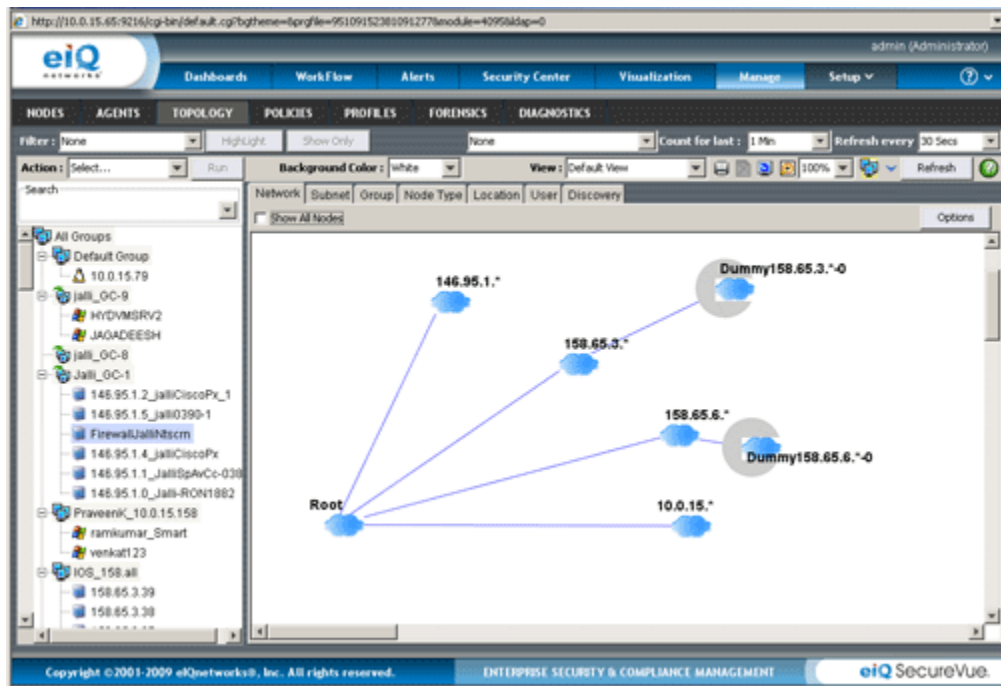 http://10.0.15.65:9216/cgi-bin/default.cgi?bgtheme=8prgfile=95109152381091277&module=4095&ldap=0
eiQ
networks
admin (Administrator)
Dashboards WorkFlow Alerts Security Center Visualization Manage Setup
NODES AGENTS TOPOLOGY POLICIES PROFILES FORENSICS DIAGNOSTICS
Filter : None HighLight Show Only None Count for last : 1 Min Refresh every 30 Secs
Action : Select... Run Background Color : White View : Default View 100% Refresh
Search
Network Subnet Group Node Type Location User Discovery
Show All Nodes Options
All Groups
Default Group
10.0.15.79
jalli_GC-9
HYDVMSRV2
JAGADEESH
jalli_GC-8
Jalli_GC-1
146.95.1.2_jalliCiscoPx_1
146.95.1.5_jalli0390-1
FirewallJalliNtscm
146.95.1.4_jalliCiscoPx
146.95.1.1_JalliSpAvCc-038
146.95.1.0_Jalli-RON1882
PraveenK_10.0.15.158
ramkumar_Smart
venkat123
IOS_158.all
158.65.3.39
158.65.3.38
Dummy158.65.3.*-0
146.95.1.*
158.65.3.*
158.65.6.*
Dummy158.65.6.*-0
Root
10.0.15.*
Copyright ©2001-2009 eIQnetworks®, Inc. All rights reserved. ENTERPRISE SECURITY & COMPLIANCE MANAGEMENT eiQ SecureVue.